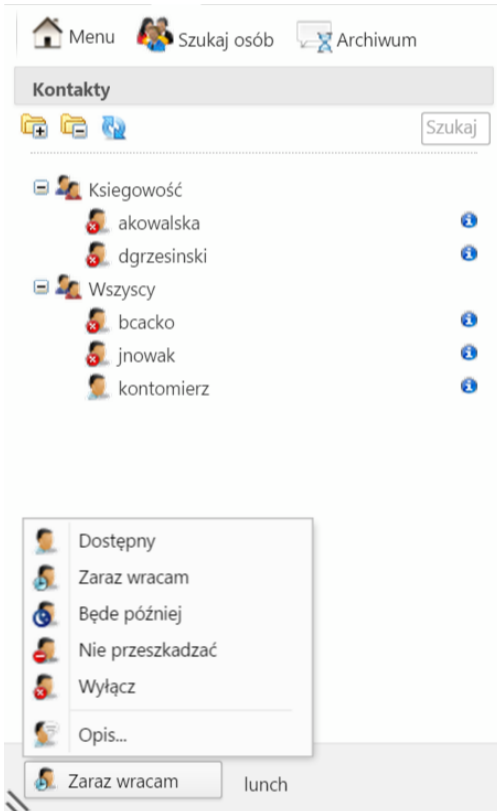 Menu Szukaj osób Archiwum
Kontakty
Szukaj
Ksiegowość
akowalska
dgrzesinski
Wszyscy
bcacko
jnowak
kontomierz
Dostępny
Zaraz wracam
Będe później
Nie przeszkadzać
Wyłącz
Opis...
Zaraz wracam lunch